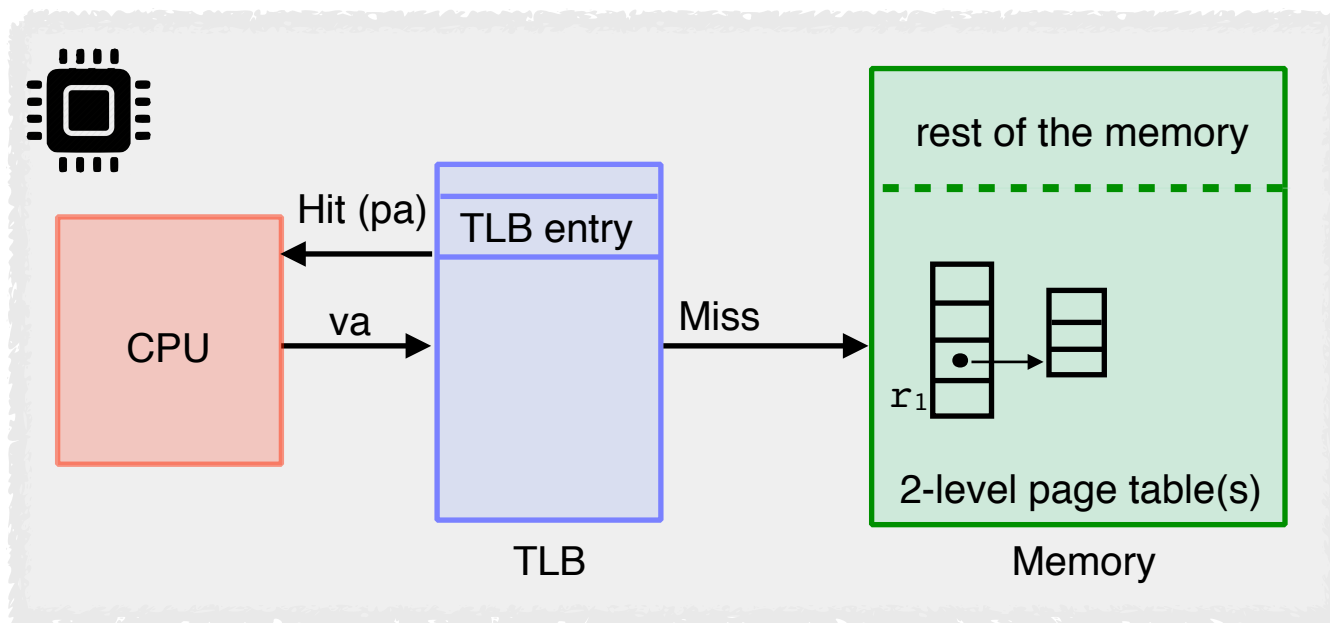 rest of the memory
Hit (pa)
TLB entry
CPU
va
Miss
r₁
2-level page table(s)
TLB
Memory